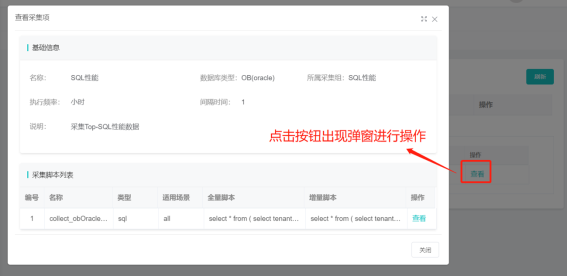 查看采集项
基础信息
名称： SQL性能 数据库类型： OB(oracle) 所属采集组： SQL性能
执行频率： 小时 间隔时间： 1
说明： 采集Top-SQL性能数据
点击按钮出现弹窗进行操作
刷新
操作
操作
查看
采集脚本列表
编号 名称 类型 适用场景 全量脚本 增量脚本 操作
1 collect_obOracle... sql all select * from ( select tenant... select * from ( select tenant... 查看
关闭